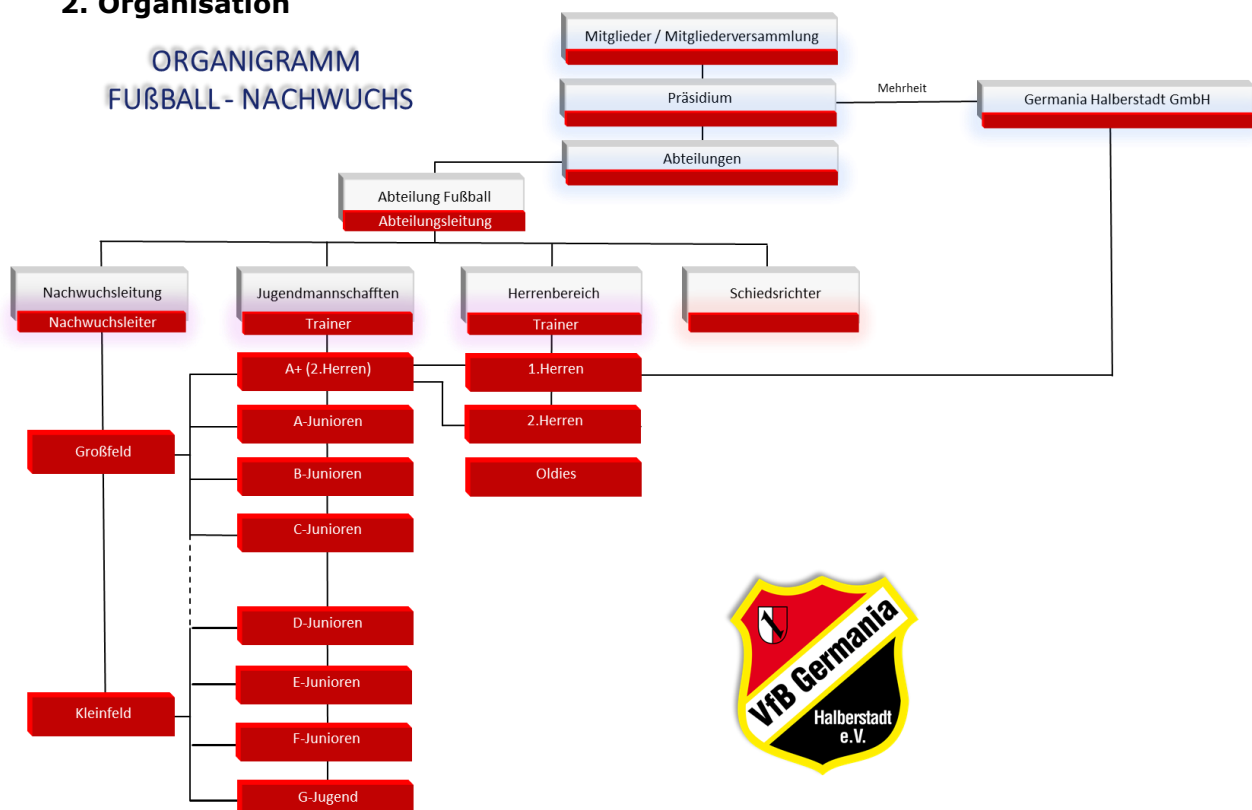 2. Organisation
ORGANIGRAMM
FUßBALL - NACHWUCHS
Mitglieder / Mitgliederversammlung
Präsidium
Mehrheit
Germania Halberstadt GmbH
Abteilungen
Abteilung Fußball
Abteilungsleitung
Nachwuchsleitung
Nachwuchsleiter
Jugendmannschafften
Trainer
Herrenbereich
Trainer
Schiedsrichter
A+ (2.Herren)
1.Herren
A-Junioren
2.Herren
Großfeld
B-Junioren
Oldies
C-Junioren
D-Junioren
E-Junioren
Kleinfeld
F-Junioren
G-Jugend
1
VfB Germania
Halberstadt
e.V.